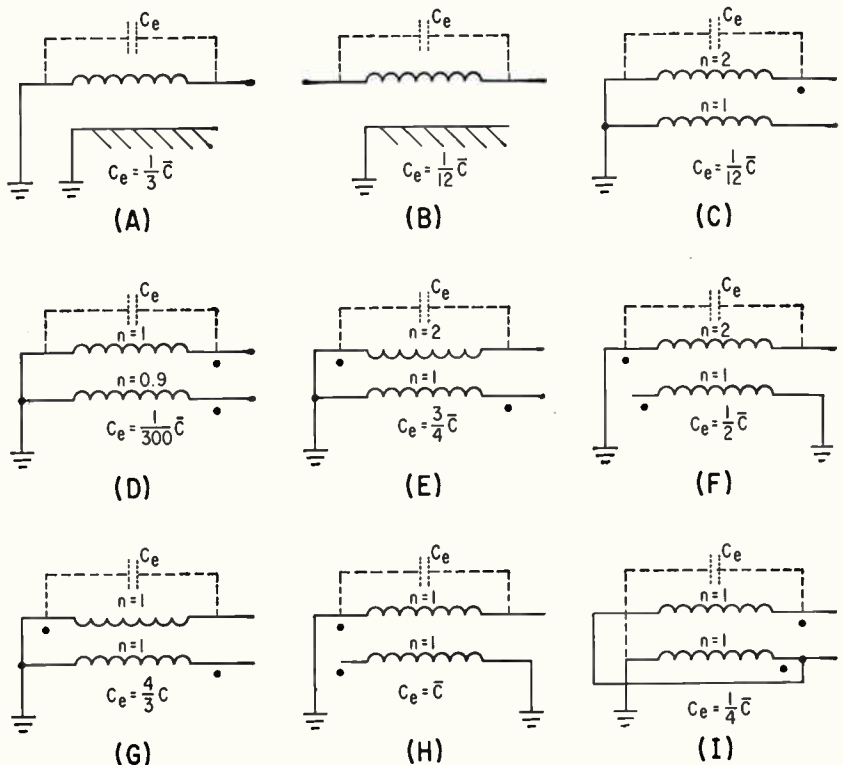 Ce
Ce = 1/3 C̄
(A)
Ce
Ce = 1/12 C̄
(B)
Ce
n=2
n=1
Ce = 1/12 C̄
(C)
Ce
n=1
n=0.9
Ce = 1/300 C̄
(D)
Ce
n=2
n=1
Ce = 3/4 C̄
(E)
Ce
n=2
n=1
Ce = 1/2 C̄
(F)
Ce
n=1
n=1
Ce = 4/3 C
(G)
Ce
n=1
n=1
Ce = C̄
(H)
Ce
n=1
n=1
Ce = 1/4 C̄
(I)